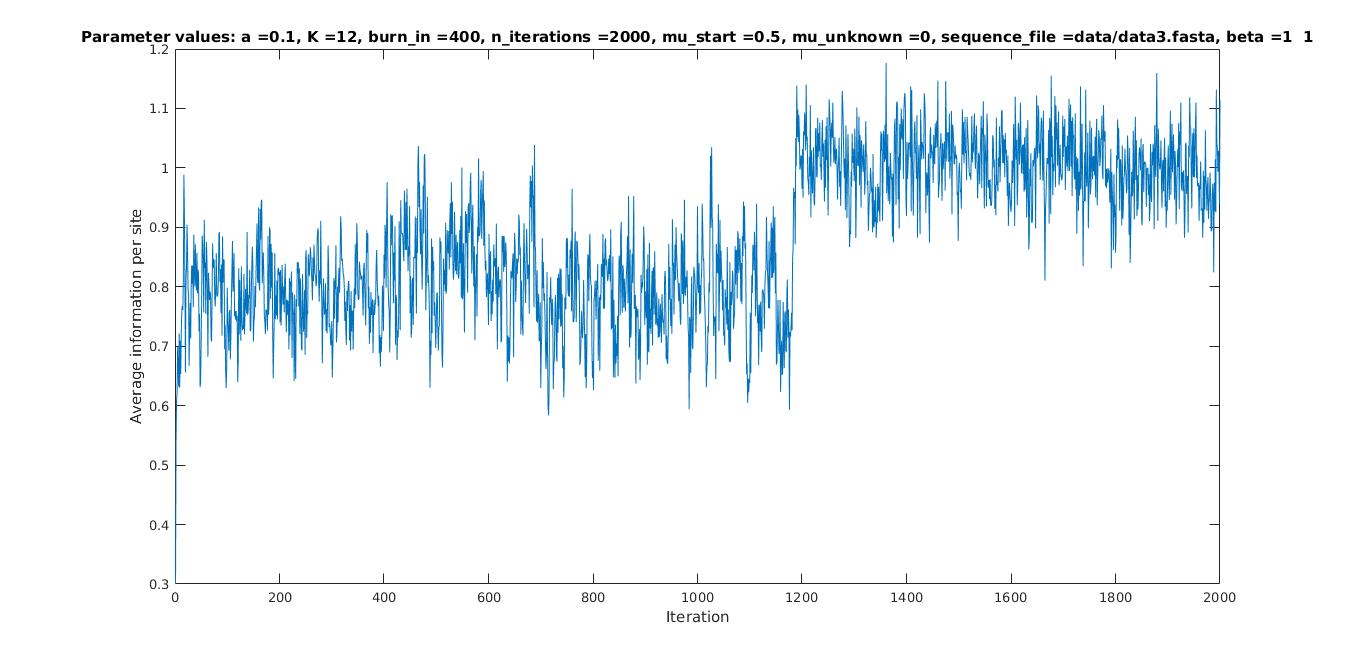 Parameter values: a =0.1, K =12, burn_in =400, n_iterations =2000, mu_start =0.5, mu_unknown =0, sequence_file =data/data3.fasta, beta =1  1
1.2
1.1
1
0.9
0.8
0.7
0.6
0.5
0.4
0.3
Average information per site
0 200 400 600 800 1000 1200 1400 1600 1800 2000
Iteration